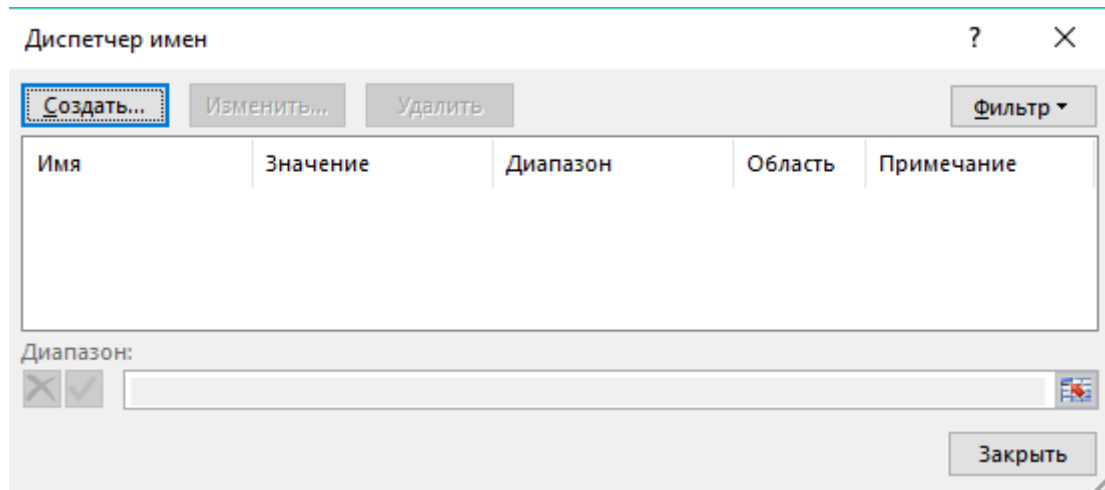 Диспетчер имен ?
Создать... Изменить... Удалить Фильтр
Имя Значение Диапазон Область Примечание
Диапазон:
Закрыть